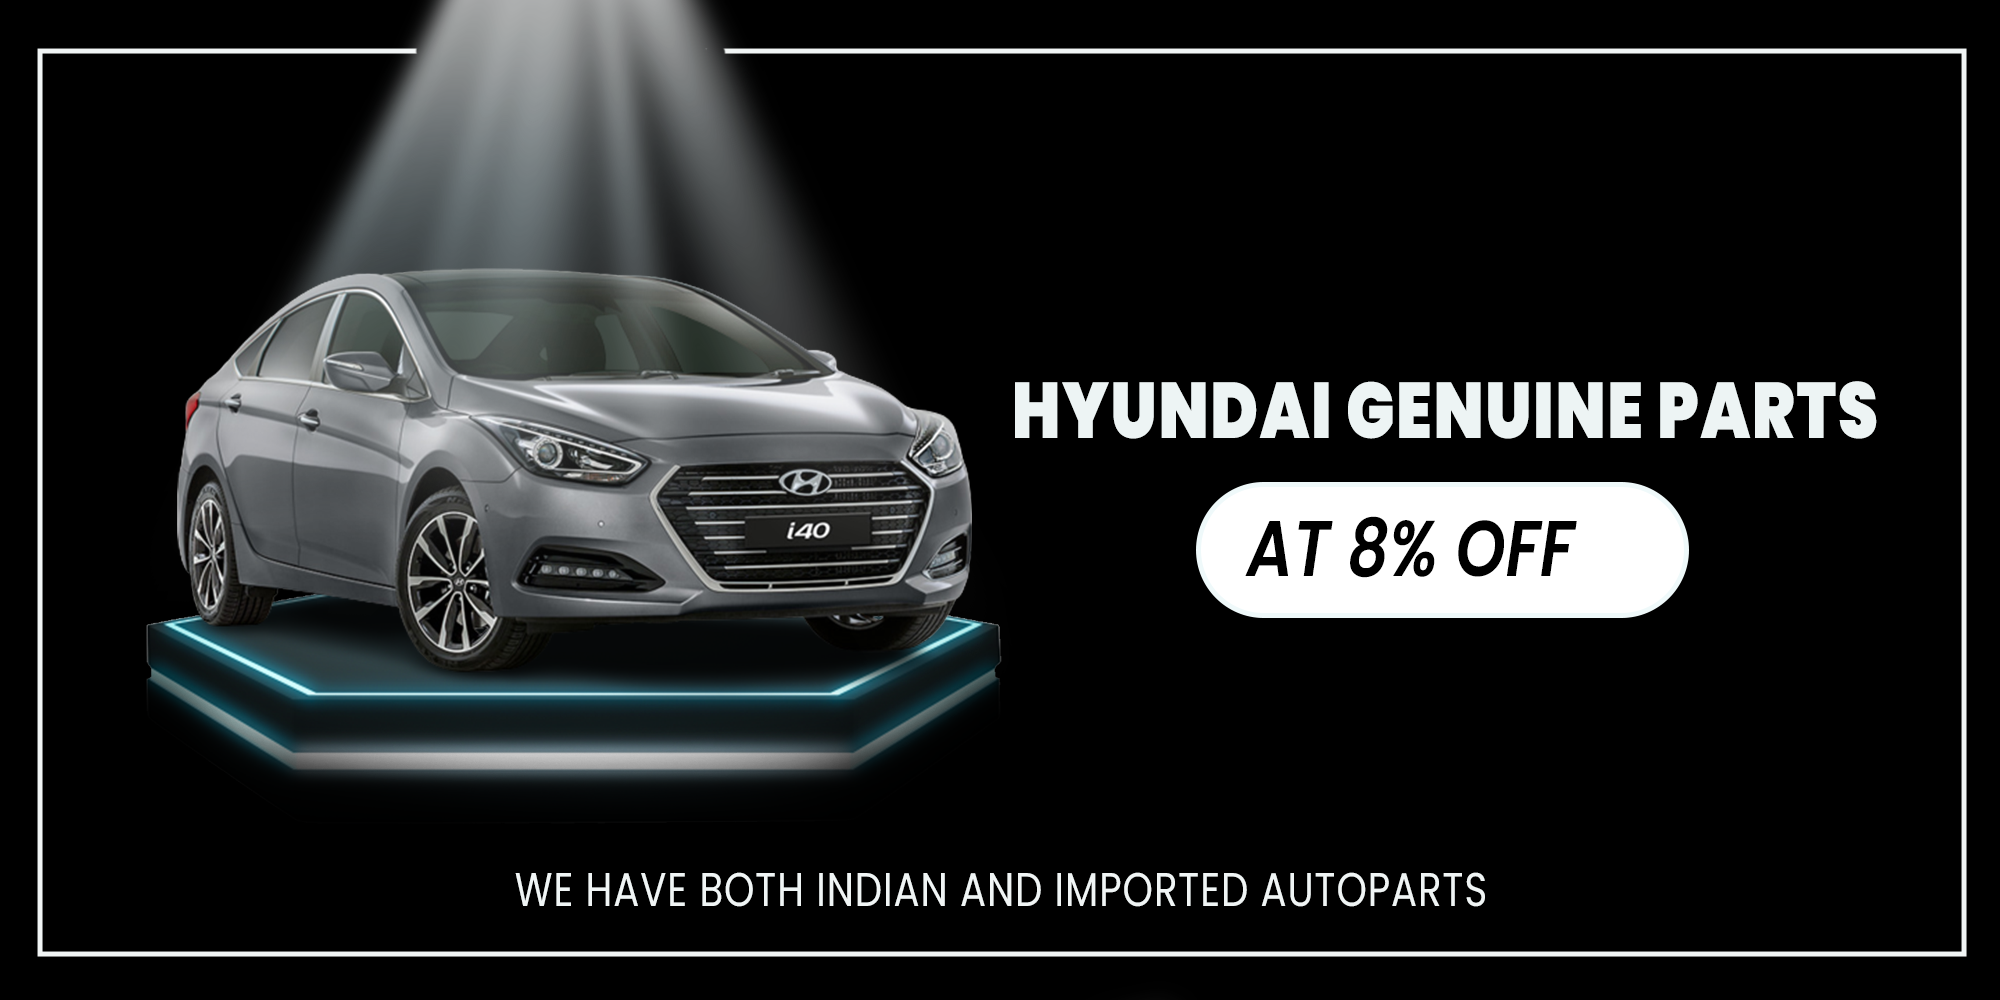 HYUNDAI GENUINE PARTS
AT 8% OFF
i40
WE HAVE BOTH INDIAN AND IMPORTED AUTOPARTS